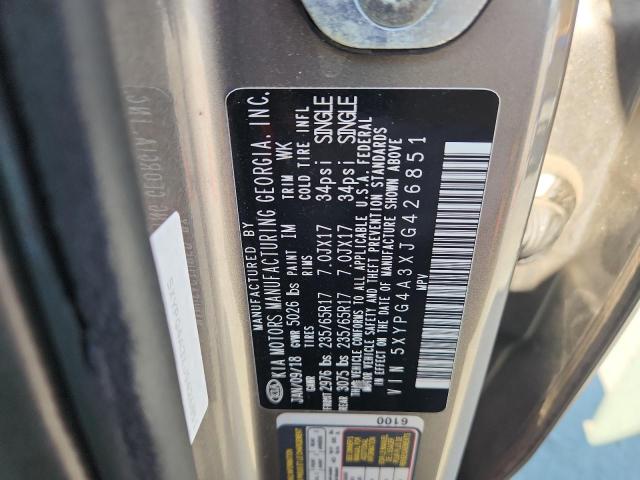 MANUFACTURED BY
KIA KIA MOTORS MANUFACTURING GEORGIA, INC.
JAN/09/18 GVWR 5026 lbs PAINT IM TRIM WK
GAWR TIRES RIMS COLD TIRE INFL
FRONT 2976 lbs 235/65R17 7.0JX17 34psi SINGLE
REAR 3075 lbs 235/65R17 7.0JX17 34psi SINGLE
THIS VEHICLE CONFORMS TO ALL APPLICABLE U.S.A. FEDERAL
MOTOR VEHICLE SAFETY AND THEFT PREVENTION STANDARDS
IN EFFECT ON THE DATE OF MANUFACTURE SHOWN ABOVE
VIN 5XYPG4A3XJG426851
MPV
6100